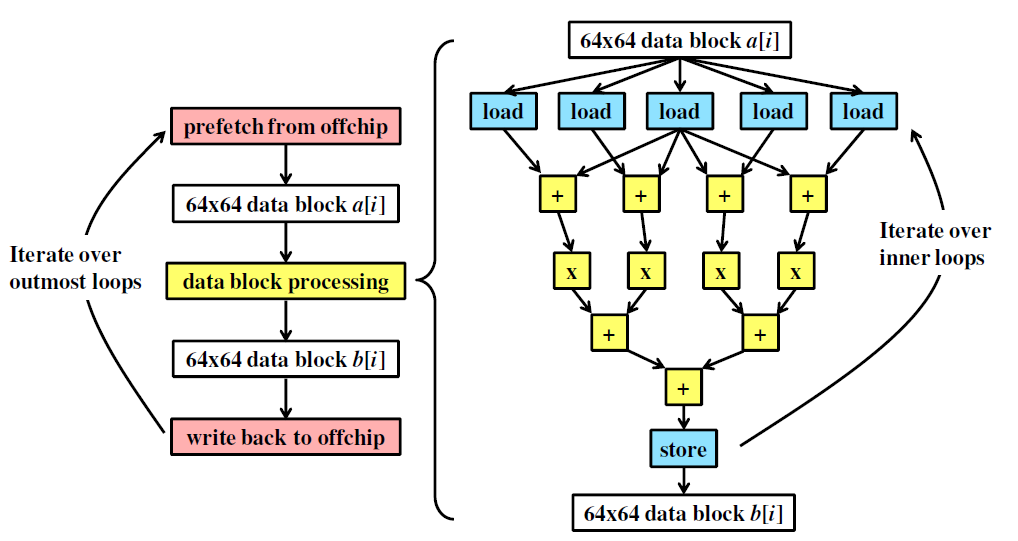 prefetch from offchip
64x64 data block a[i]
Iterate over
outmost loops
data block processing
64x64 data block b[i]
write back to offchip
64x64 data block a[i]
load load load load load
+ + + +
Iterate over
inner loops
x x x x
+ +
+
store
64x64 data block b[i]